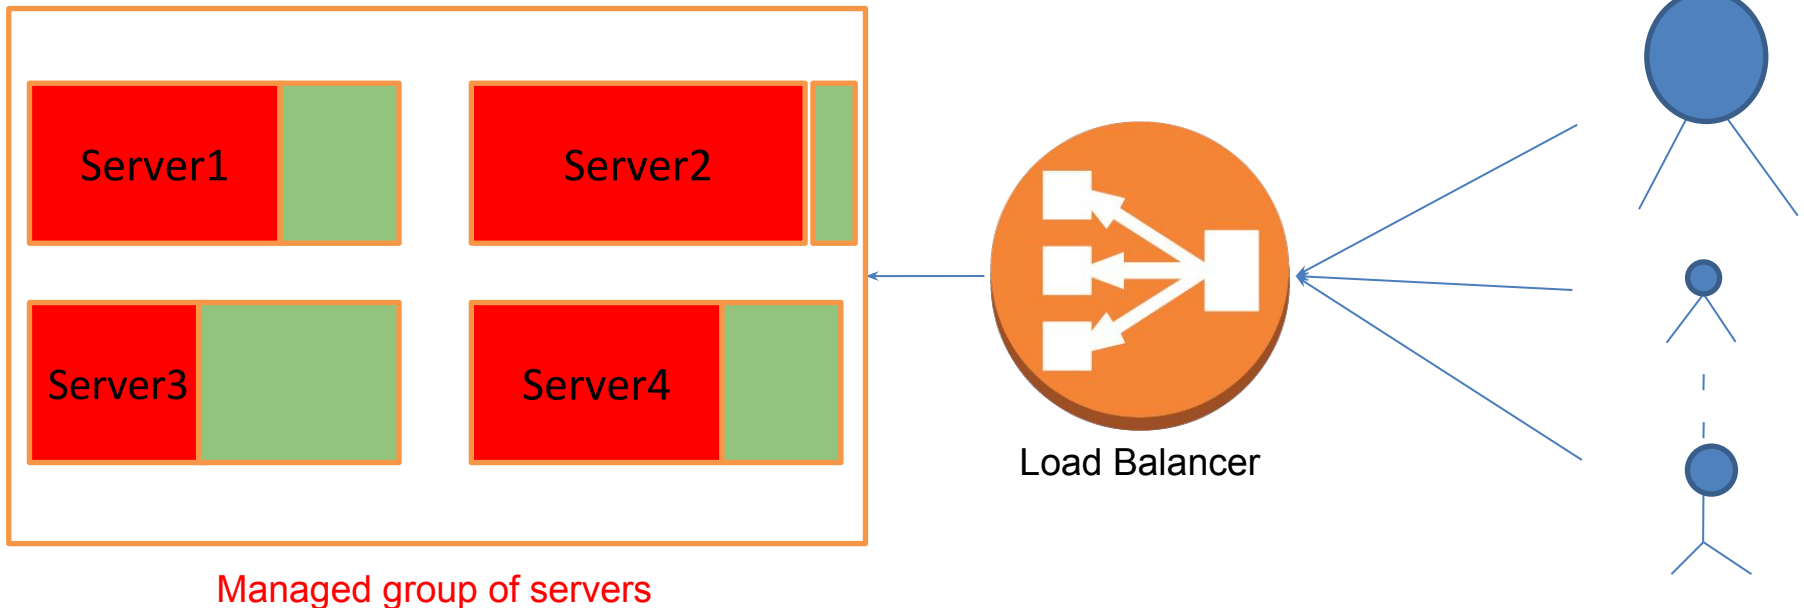 Server1
Server2
Server3
Server4
Load Balancer
Managed group of servers